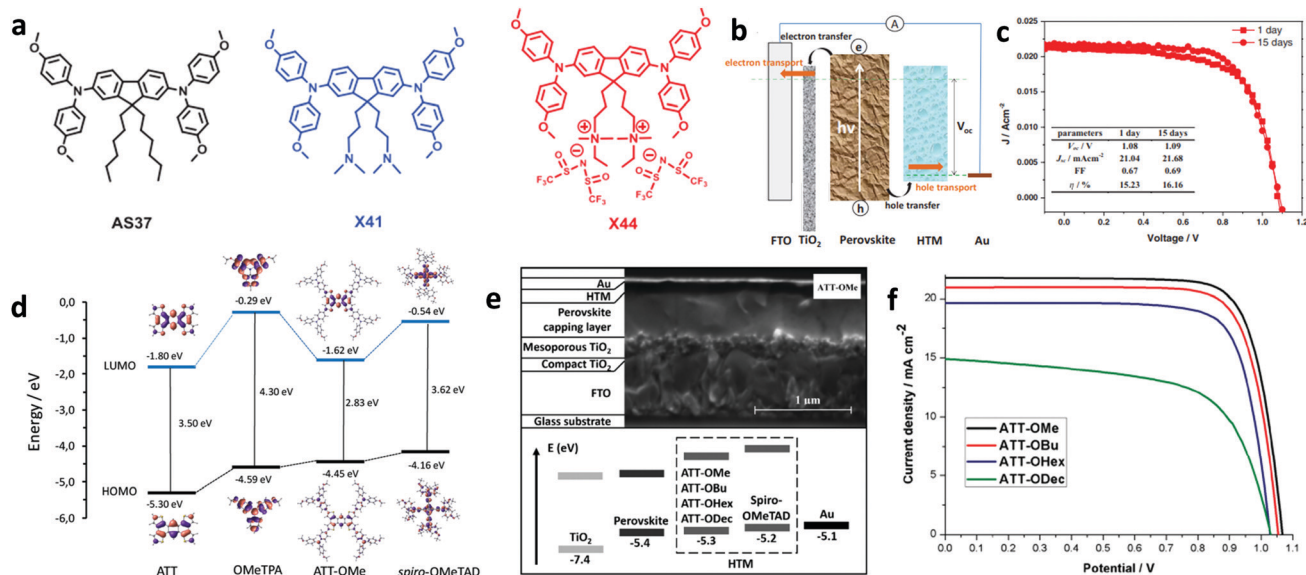 a
O
O
N
N
O
O
AS37
O
O
N
N
O
O
N
N
X41
O
O
N
N
O
O
N
N
O
S
O
N
O
S
O
CF3
F3C
O
S
O
N
O
S
O
F3C
CF3
X44
b
A
electron transfer
electron transport
e
hv
Voc
h
hole transfer
hole transport
FTO
TiO2
Perovskite
HTM
Au
c
J / Acm-2
0.025
0.020
0.015
0.010
0.005
0.000
1 day
15 days
parameters 1 day 15 days
Voc / V 1.08 1.09
Jsc / mAcm-2 21.04 21.68
FF 0.67 0.69
η / % 15.23 16.16
0.0 0.2 0.4 0.6 0.8 1.0 1.2
Voltage / V
d
Energy / eV
0,0
-1,0
-2,0
-3,0
-4,0
-5,0
-6,0
LUMO
HOMO
-1.80 eV
-0.29 eV
-1.62 eV
-0.54 eV
3.50 eV
4.30 eV
2.83 eV
3.62 eV
-5.30 eV
-4.59 eV
-4.45 eV
-4.16 eV
ATT
OMeTPA
ATT-OMe
spiro-OMeTAD
e
Au
HTM
Perovskite
capping layer
Mesoporous TiO2
Compact TiO2
FTO
Glass substrate
ATT-OMe
1 μm
E (eV)
TiO2
-7.4
Perovskite
-5.4
ATT-OMe
ATT-OBu
ATT-OHex
ATT-ODec
-5.3
Spiro-
OMeTAD
-5.2
Au
-5.1
HTM
f
Current density / mA cm-2
20
15
10
5
0
ATT-OMe
ATT-OBu
ATT-OHex
ATT-ODec
0.0 0.1 0.2 0.3 0.4 0.5 0.6 0.7 0.8 0.9 1.0 1.1
Potential / V